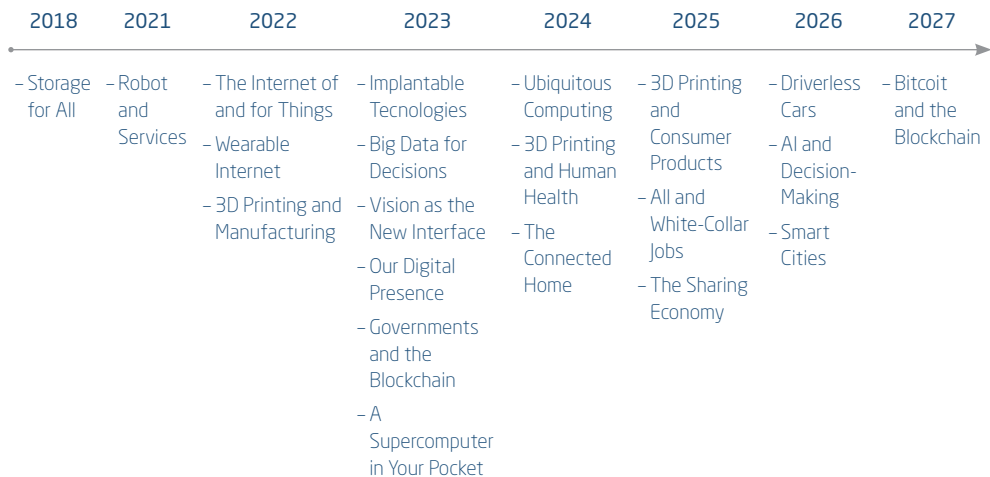 2018
2021
2022
2023
2024
2025
2026
2027
– Storage
for All
– Robot
and
Services
– The Internet of
and for Things
– Wearable
Internet
– 3D Printing and
Manufacturing
– Implantable
Tecnologies
– Big Data for
Decisions
– Vision as the
New Interface
– Our Digital
Presence
– Governments
and the
Blockchain
– A
Supercomputer
in Your Pocket
– Ubiquitous
Computing
– 3D Printing
and Human
Health
– The
Connected
Home
– 3D Printing
and
Consumer
Products
– All and
White-Collar
Jobs
– The Sharing
Economy
– Driverless
Cars
– AI and
Decision-
Making
– Smart
Cities
– Bitcoit
and the
Blockchain